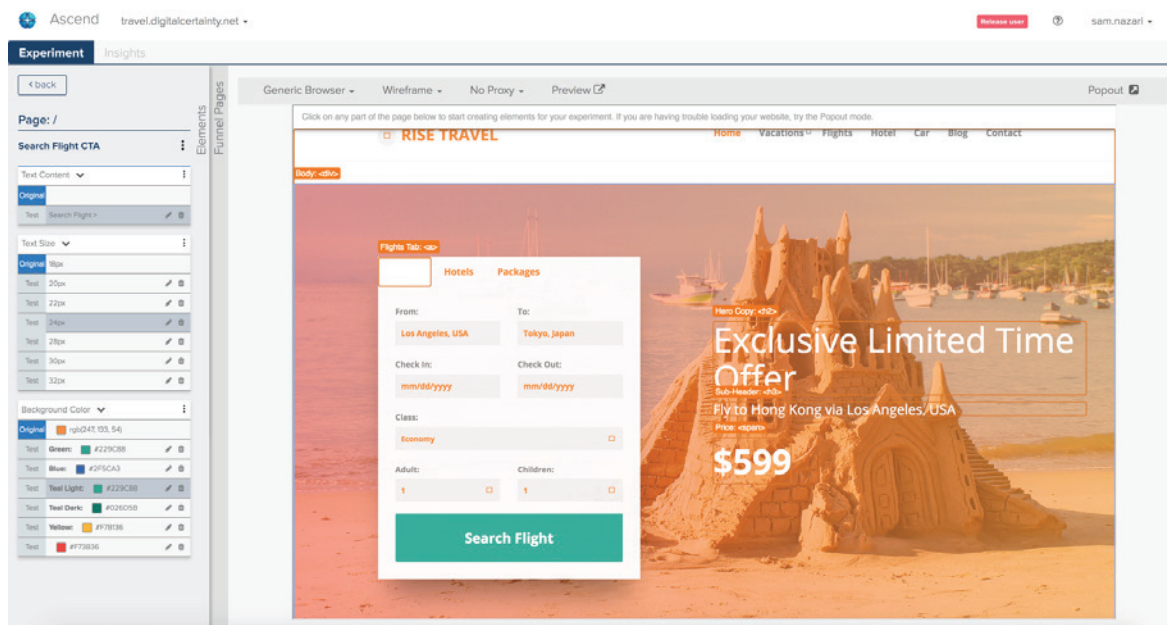 Ascend travel.digitalcertainty.net Release user sam.nazari
Experiment Insights
< back
Page: /
Search Flight CTA
Text Content
Original
Test Search Flight >
Text Size
Original 18px
Test 20px
Test 22px
Test 24px
Test 28px
Test 30px
Test 32px
Background Color
Original rgb(247, 133, 54)
Test Green: #229C8B
Test Blue: #2F5CA3
Test Teal Light: #229C8B
Test Teal Dark: #026D5B
Test Yellow: #F7B136
Test #F73B36
Elements
Funnel Pages
Generic Browser Wireframe No Proxy Preview Popout
Click on any part of the page below to start creating elements for your experiment. If you are having trouble loading your website, try the Popout mode.
RISE TRAVEL Home Vacations Flights Hotel Car Blog Contact
Body: <div>
Flights Tab: <a>
Hotels Packages
From: To:
Los Angeles, USA Tokyo, Japan
Check In: Check Out:
mm/dd/yyyy mm/dd/yyyy
Class:
Economy
Adult: Children:
1 1
Search Flight
Hero Copy: <h2>
Exclusive Limited Time
Offer
Sub-Header: <h3>
Fly to Hong Kong via Los Angeles, USA
Price: <span>
$599